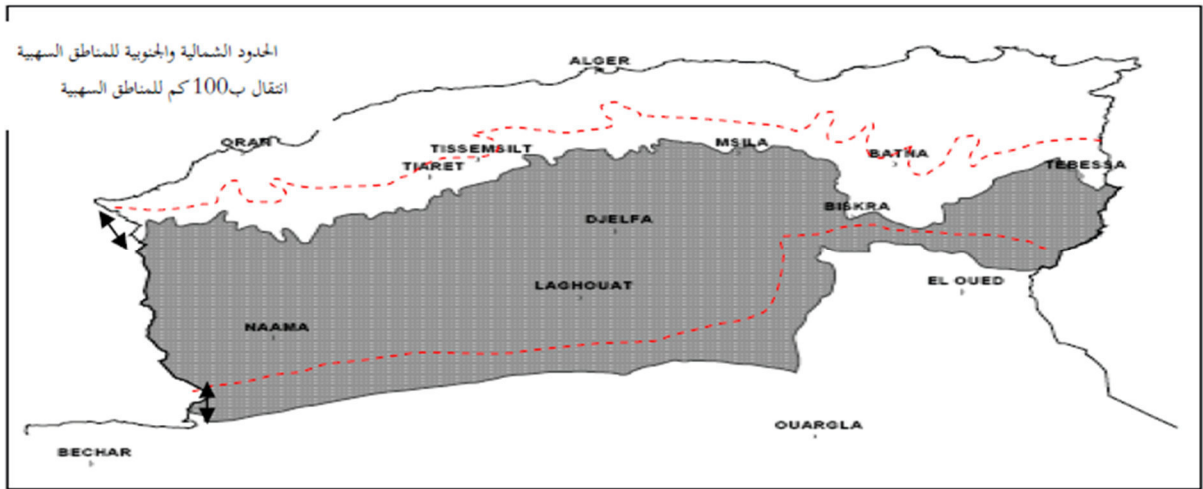 الحدود الشمالية والجنوبية للمناطق السهبية
انتقال ب100 كم للمناطق السهبية
ALGER
ORAN
TISSEMSILT
TIARET
MSILA
BATNA
TEBESSA
BISKRA
DJELFA
LAGHOUAT
EL OUED
NAAMA
OUARGLA
BECHAR